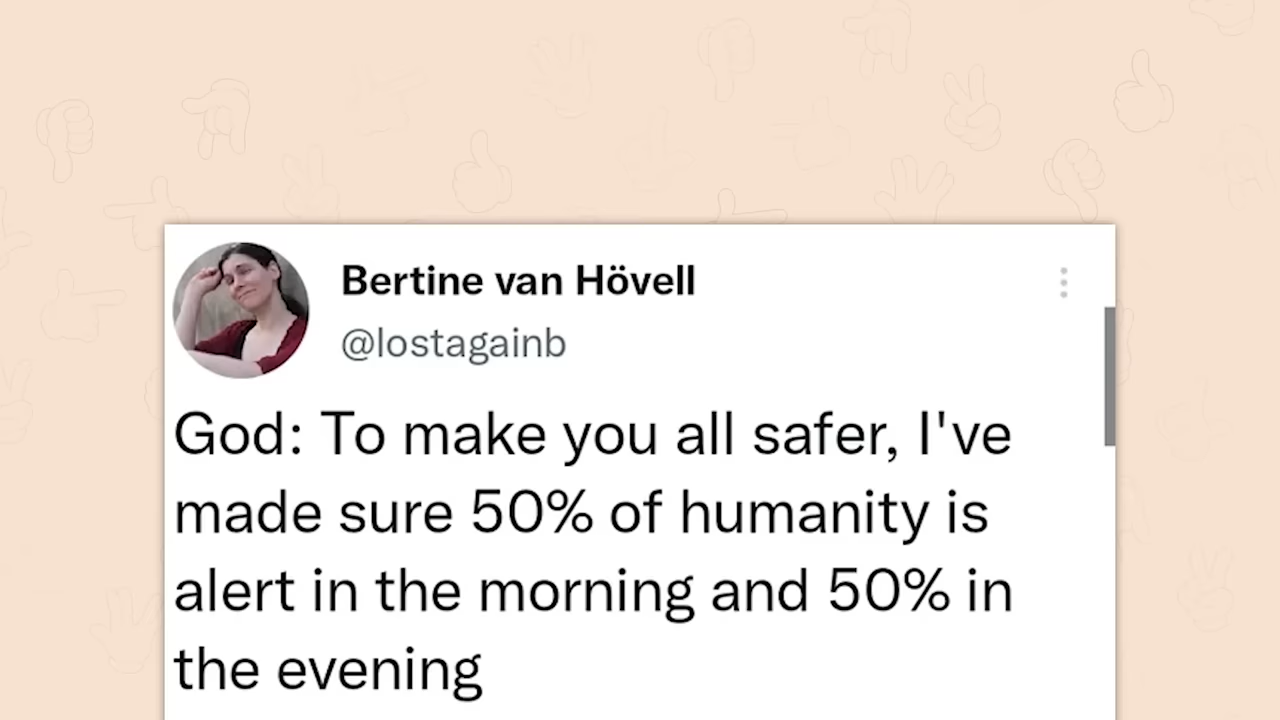 Bertine van Hövell
@lostagainb
God: To make you all safer, I've
made sure 50% of humanity is
alert in the morning and 50% in
the evening